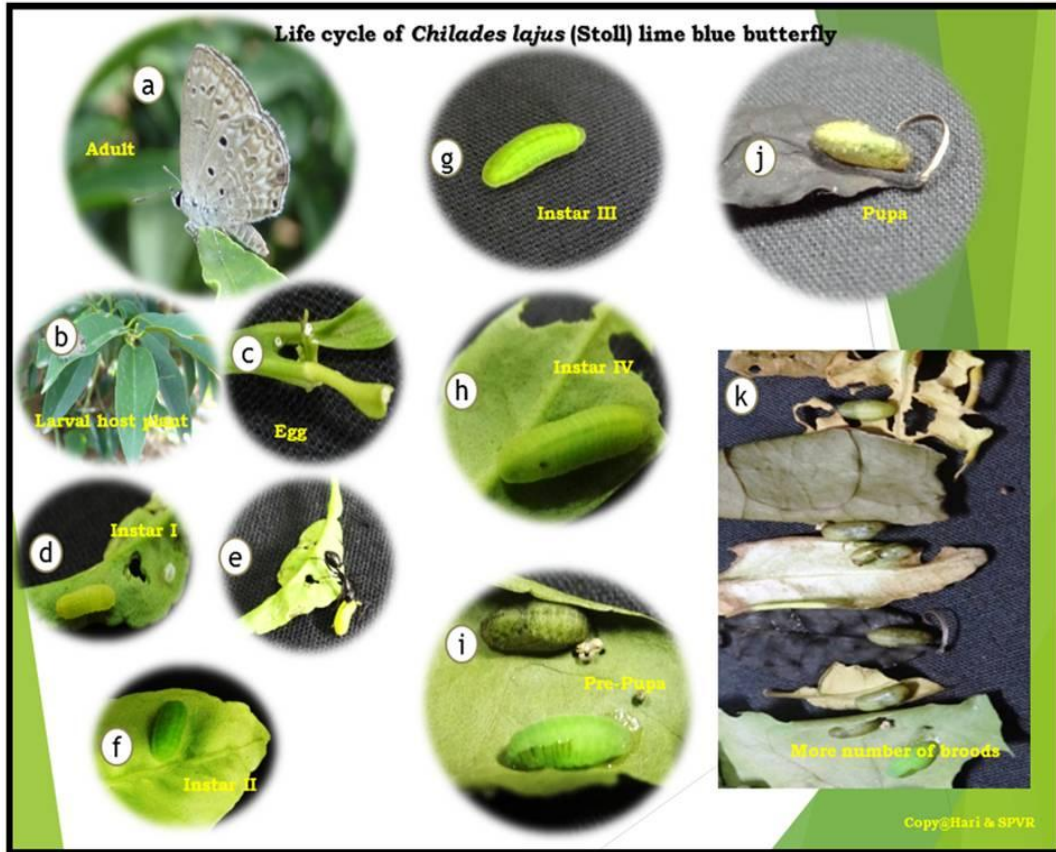 Life cycle of Chilades lajus (Stoll) lime blue butterfly
a
Adult
b
Larval host plant
c
Egg
d
Instar I
e
f
Instar II
g
Instar III
h
Instar IV
i
Pre-Pupa
j
Pupa
k
More number of broods
Copy@Hari & SPVR